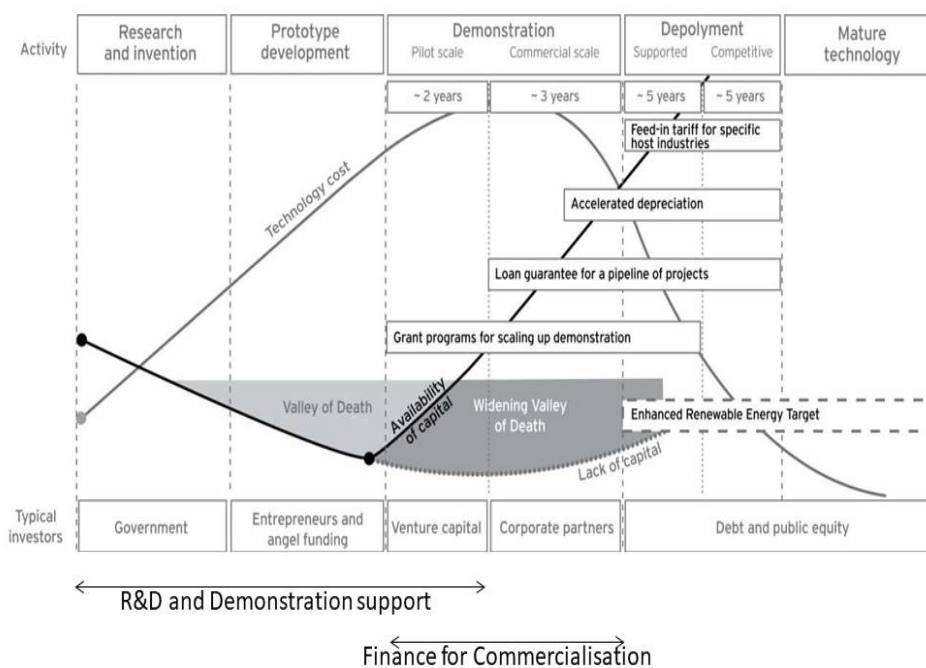 Activity
Research
and invention
Prototype
development
Demonstration
Pilot scale
Commercial scale
Depolyment
Supported
Competitive
Mature
technology
~ 2 years
~ 3 years
~ 5 years
~ 5 years
Feed-in tariff for specific
host industries
Technology cost
Accelerated depreciation
Loan guarantee for a pipeline of projects
Grant programs for scaling up demonstration
Valley of Death
Availability
of capital
Widening Valley
of Death
Enhanced Renewable Energy Target
Lack of capital
Typical
investors
Government
Entrepreneurs and
angel funding
Venture capital
Corporate partners
Debt and public equity
R&D and Demonstration support
Finance for Commercialisation